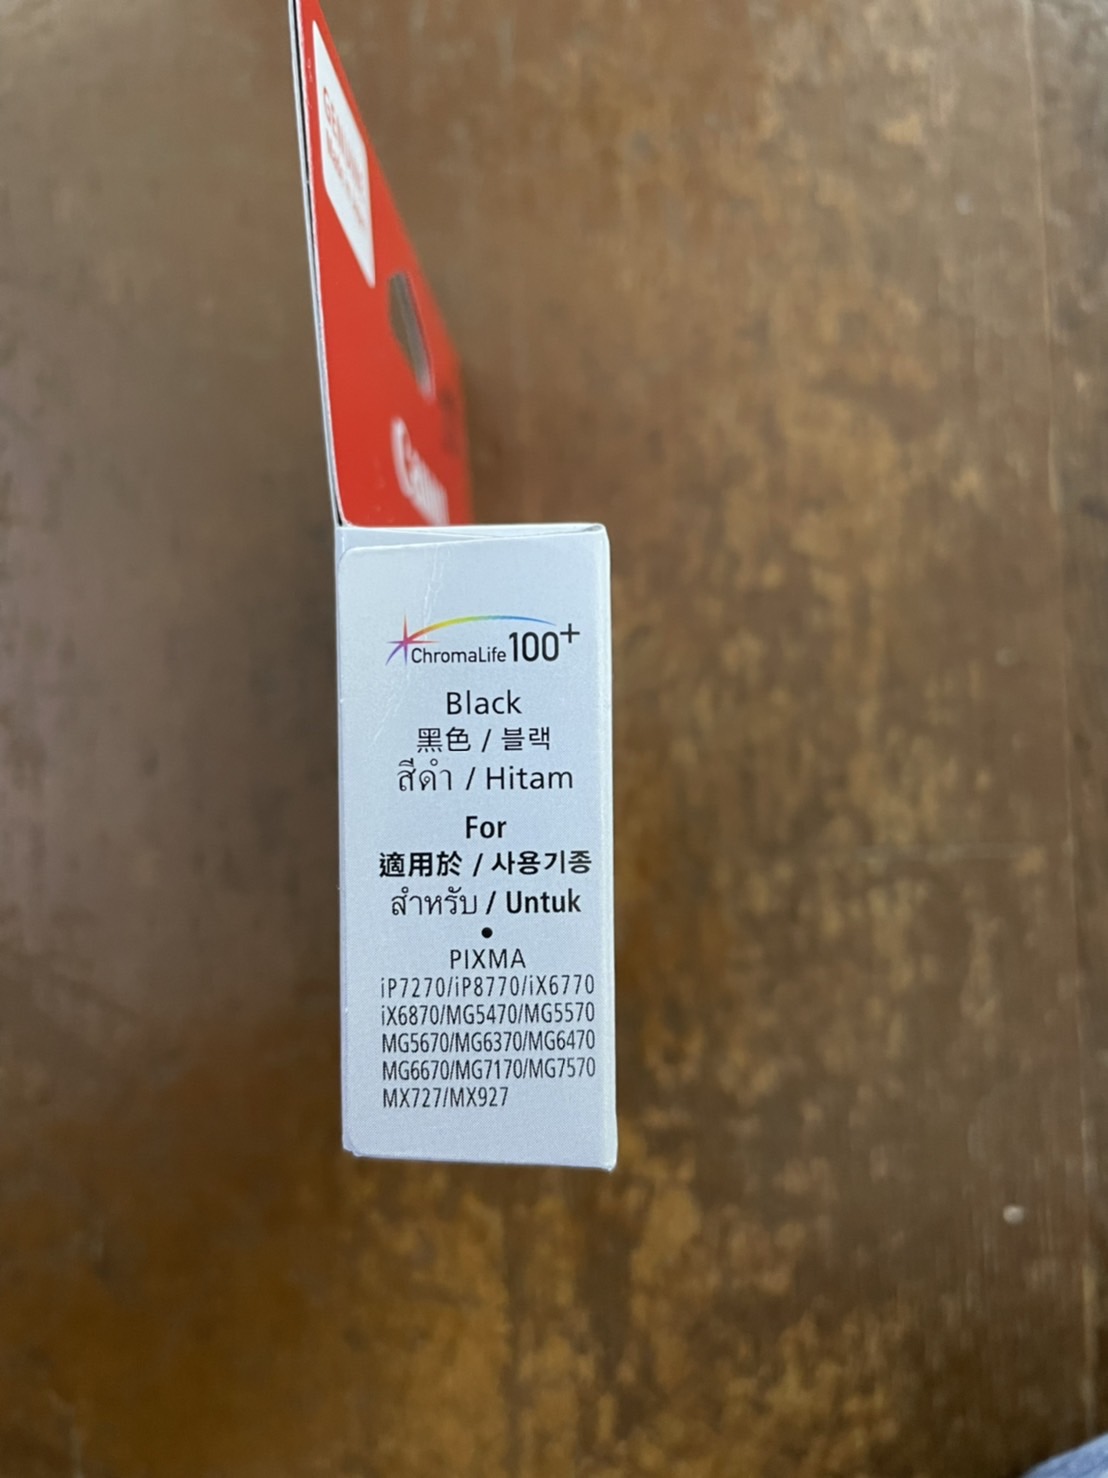 Canon
ChromaLife 100+
Black
黑色 / 블랙
สีดำ / Hitam
For
適用於 / 사용기종
สำหรับ / Untuk
•
PIXMA
iP7270/iP8770/iX6770
iX6870/MG5470/MG5570
MG5670/MG6370/MG6470
MG6670/MG7170/MG7570
MX727/MX927